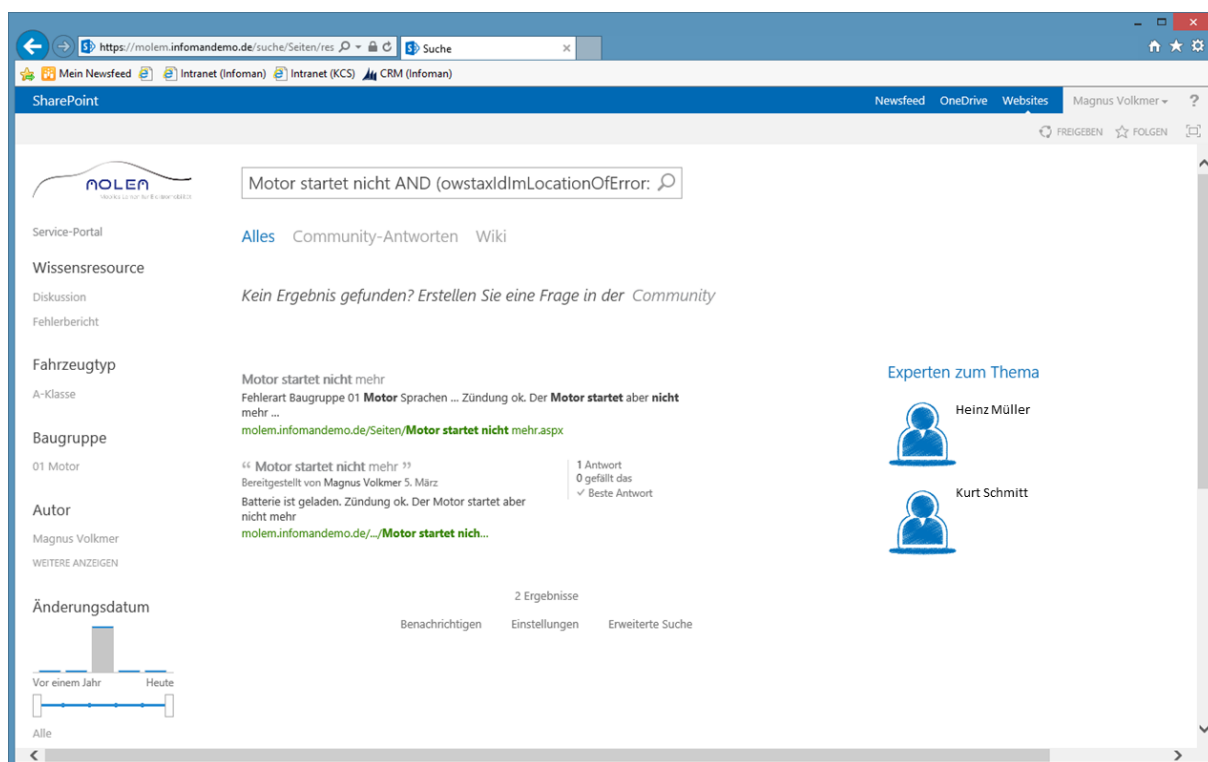 https://molem.infomandemo.de/suche/Seiten/res
Suche
Mein Newsfeed Intranet (Infoman) Intranet (KCS) CRM (Infoman)
SharePoint
Newsfeed OneDrive Websites Magnus Volkmer ?
FREIGEBEN FOLGEN
MOLEM
Motor startet nicht AND (owstaxIdImLocationOfError:
Service-Portal
Alles Community-Antworten Wiki
Wissensresource
Diskussion
Fehlerbericht
Kein Ergebnis gefunden? Erstellen Sie eine Frage in der Community
Fahrzeugtyp
A-Klasse
Baugruppe
01 Motor
Autor
Magnus Volkmer
WEITERE ANZEIGEN
Änderungsdatum
Vor einem Jahr Heute
Alle
Motor startet nicht mehr
Fehlerart Baugruppe 01 Motor Sprachen ... Zündung ok. Der Motor startet aber nicht
mehr ...
molem.infomandemo.de/Seiten/Motor startet nicht mehr.aspx
“ Motor startet nicht mehr ”
Bereitgestellt von Magnus Volkmer 5. März
Batterie ist geladen. Zündung ok. Der Motor startet aber
nicht mehr
molem.infomandemo.de/.../Motor startet nich...
1 Antwort
0 gefällt das
✓ Beste Antwort
2 Ergebnisse
Benachrichtigen Einstellungen Erweiterte Suche
Experten zum Thema
Heinz Müller
Kurt Schmitt